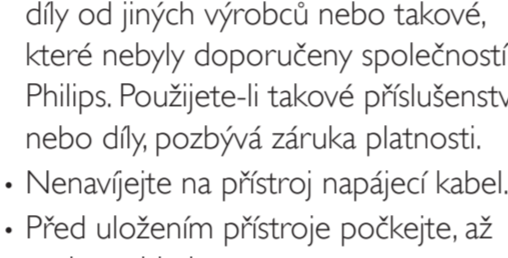 díly od jiných výrobců nebo takové,
které nebyly doporučeny společností
Philips. Použijete-li takové příslušenstv
nebo díly, pozbývá záruka platnosti.
• Nenavíjejte na přístroj napájecí kabel.
• Před uložením přístroje počkejte, až